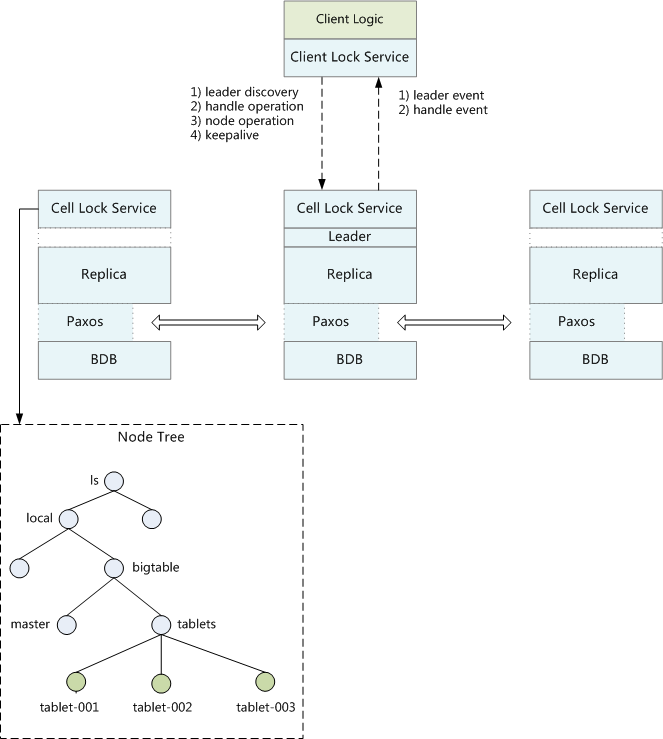 Client Logic
Client Lock Service
1) leader discovery
2) handle operation
3) node operation
4) keepalive
1) leader event
2) handle event
Cell Lock Service
Cell Lock Service
Cell Lock Service
Leader
Replica
Replica
Replica
Paxos
Paxos
Paxos
BDB
BDB
BDB
Node Tree
ls
local
bigtable
master
tablets
tablet-001
tablet-002
tablet-003